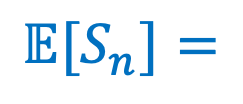 𝔼[Sₙ] =